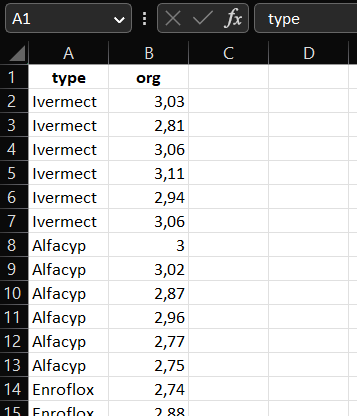 A1 fx type
A B C D
1 type org
2 Ivermect 3,03
3 Ivermect 2,81
4 Ivermect 3,06
5 Ivermect 3,11
6 Ivermect 2,94
7 Ivermect 3,06
8 Alfacyp 3
9 Alfacyp 3,02
10 Alfacyp 2,87
11 Alfacyp 2,96
12 Alfacyp 2,77
13 Alfacyp 2,75
14 Enroflox 2,74
15 Enroflox 2,88